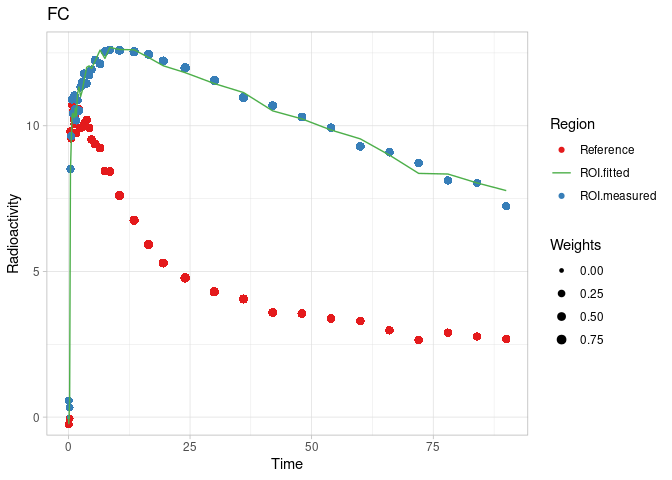 FC
Radioactivity
10
5
0
0
25
50
75
Time
Region
Reference
ROI.fitted
ROI.measured
Weights
0.00
0.25
0.50
0.75